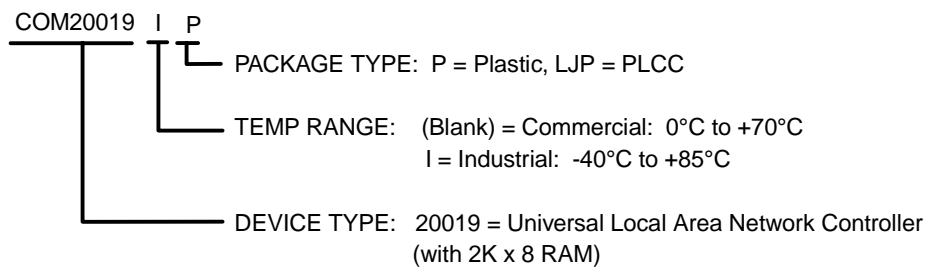 COM20019 I P
PACKAGE TYPE: P = Plastic, LJP = PLCC
TEMP RANGE: (Blank) = Commercial: 0°C to +70°C
I = Industrial: -40°C to +85°C
DEVICE TYPE: 20019 = Universal Local Area Network Controller
(with 2K x 8 RAM)